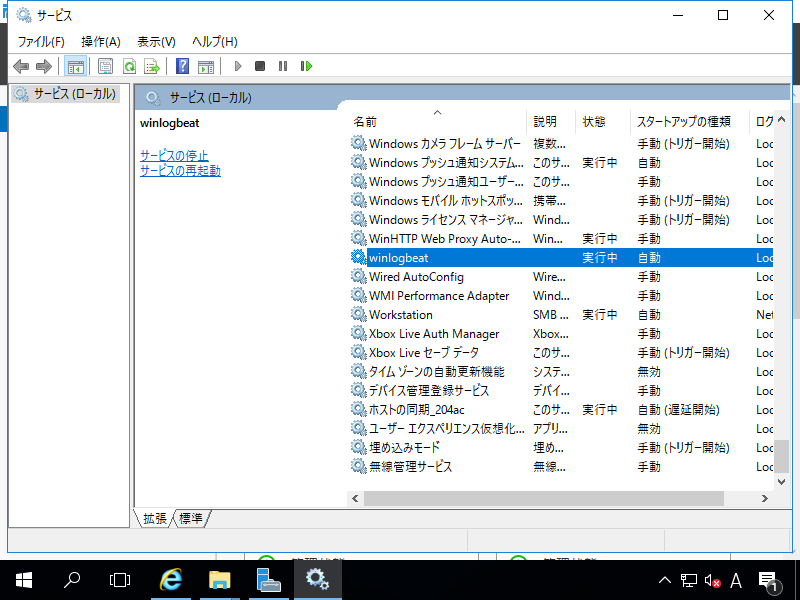 サービス
ファイル(F) 操作(A) 表示(V) ヘルプ(H)
サービス (ローカル)
サービス (ローカル)
winlogbeat
サービスの停止
サービスの再起動
名前 説明 状態 スタートアップの種類 ログ
Windows カメラ フレーム サーバー 複数... 手動 (トリガー開始) Loc
Windows プッシュ通知システム... このサ... 実行中 自動 Loc
Windows プッシュ通知ユーザー... このサ... 手動 Loc
Windows モバイル ホットスポッ... 携帯... 手動 (トリガー開始) Loc
Windows ライセンス マネージャ... Wind... 手動 (トリガー開始) Loc
WinHTTP Web Proxy Auto-... Win... 実行中 手動 Loc
winlogbeat 実行中 自動 Loc
Wired AutoConfig Wire... 手動 Loc
WMI Performance Adapter Wind... 手動 Loc
Workstation SMB ... 実行中 自動 Net
Xbox Live Auth Manager Xbox... 手動 Loc
Xbox Live セーブ データ このサ... 手動 (トリガー開始) Loc
タイム ゾーンの自動更新機能 システ... 無効 Loc
デバイス管理登録サービス デバイ... 手動 Loc
ホストの同期_204ac このサ... 実行中 自動 (遅延開始) Loc
ユーザー エクスペリエンス仮想化... アプリ... 無効 Loc
埋め込みモード 埋め... 手動 (トリガー開始) Loc
無線管理サービス 無線... 手動 Loc
拡張 標準
A 1